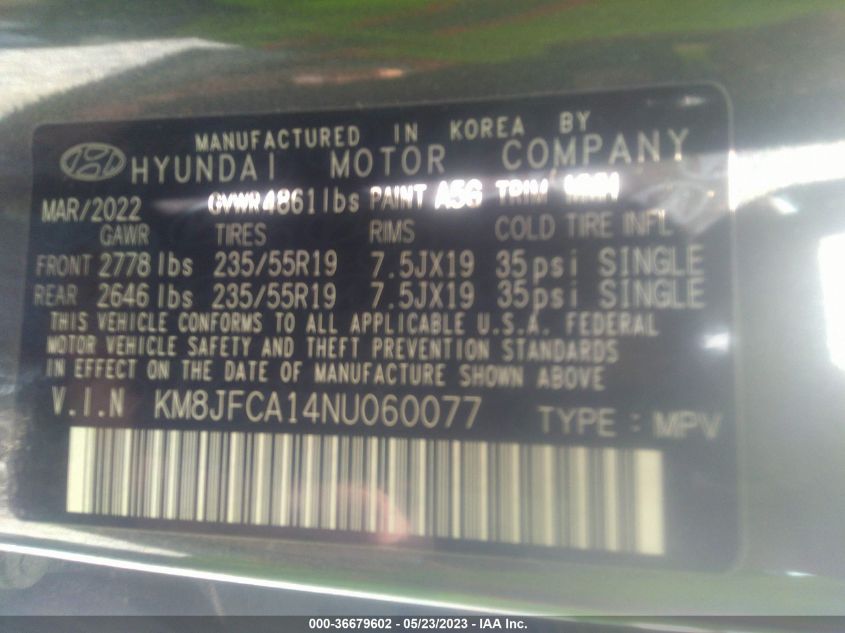 MANUFACTURED IN KOREA BY
HYUNDAI MOTOR COMPANY
MAR/2022 GVWR 4861 lbs PAINT A5G TRIM
GAWR TIRES RIMS COLD TIRE INFL
FRONT 2778 lbs 235/55R19 7.5JX19 35psi SINGLE
REAR 2646 lbs 235/55R19 7.5JX19 35psi SINGLE
THIS VEHICLE CONFORMS TO ALL APPLICABLE U.S.A. FEDERAL
MOTOR VEHICLE SAFETY AND THEFT PREVENTION STANDARDS
IN EFFECT ON THE DATE OF MANUFACTURE SHOWN ABOVE
V.I.N KM8JFCA14NU060077 TYPE : MPV
000-36679602 - 05/23/2023 - IAA Inc.